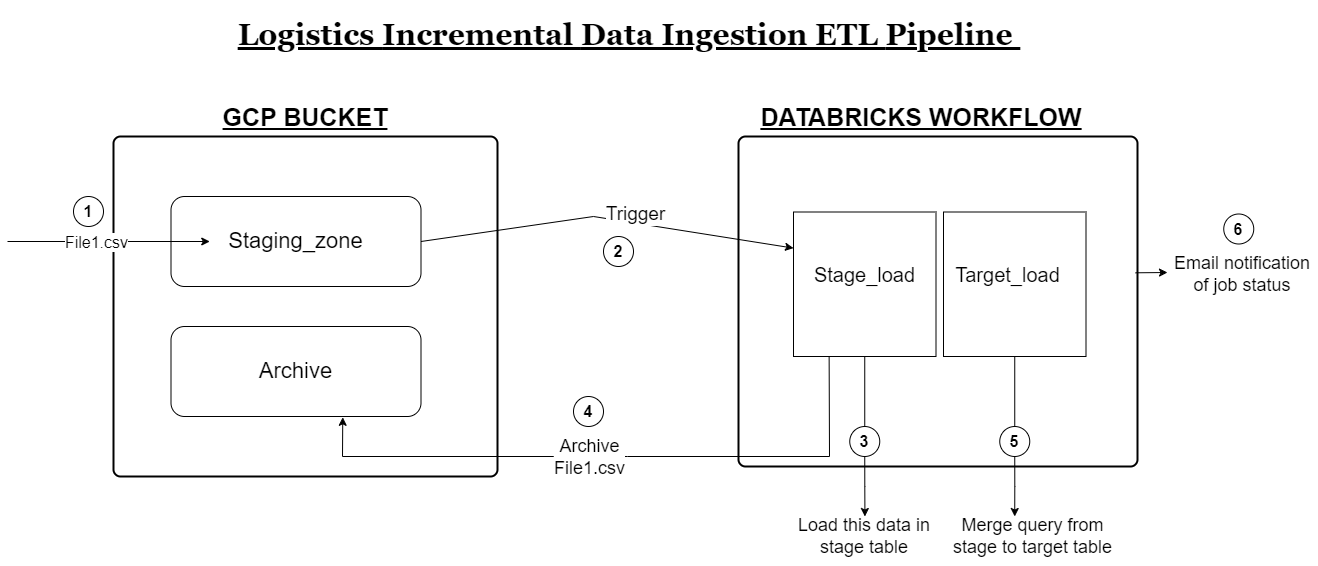 Logistics Incremental Data Ingestion ETL Pipeline
GCP BUCKET
DATABRICKS WORKFLOW
1
File1.csv
Staging_zone
Trigger
2
Stage_load
Target_load
6
Email notification
of job status
Archive
4
Archive
File1.csv
3
5
Load this data in
stage table
Merge query from
stage to target table